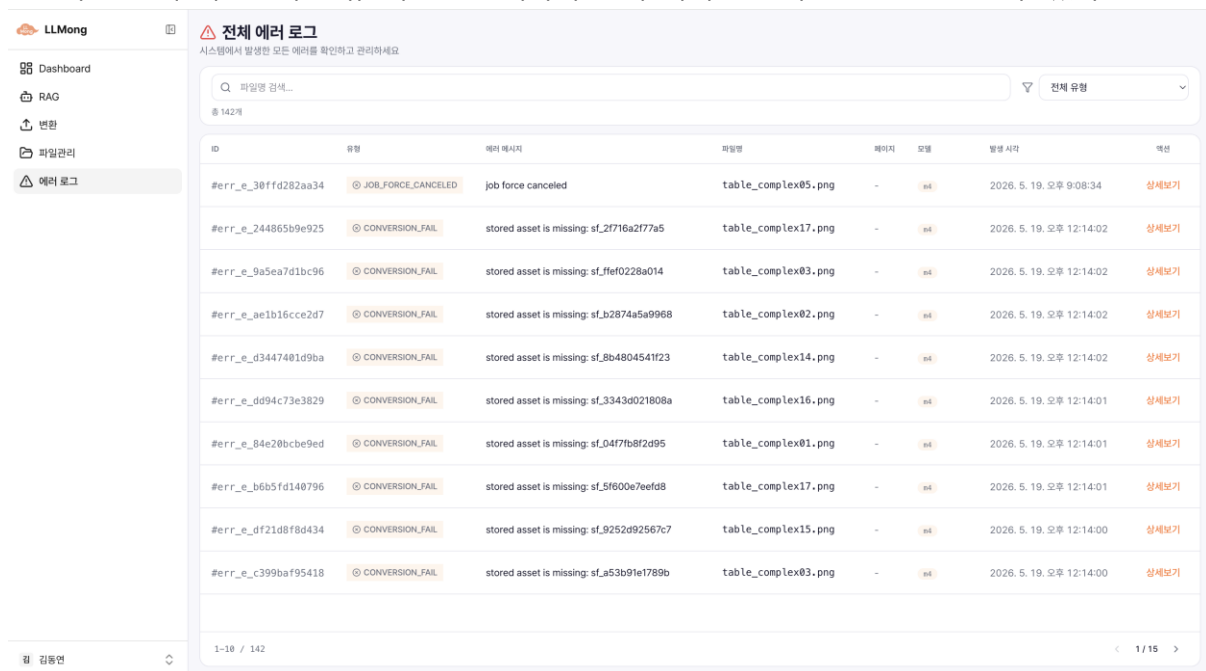 LLMong
Dashboard
RAG
변환
파일관리
에러 로그
전체 에러 로그
시스템에서 발생한 모든 에러를 확인하고 관리하세요
파일명 검색...
전체 유형
총 142개
ID 유형 에러 메시지 파일명 페이지 모델 발생 시각 액션
#err_e_30ffd282aa34 JOB_FORCE_CANCELED job force canceled table_complex05.png - m4 2026. 5. 19. 오후 9:08:34 상세보기
#err_e_244865b9e925 CONVERSION_FAIL stored asset is missing: sf_2f716a2f77a5 table_complex17.png - m4 2026. 5. 19. 오후 12:14:02 상세보기
#err_e_9a5ea7d1bc96 CONVERSION_FAIL stored asset is missing: sf_ffef0228a014 table_complex03.png - m4 2026. 5. 19. 오후 12:14:02 상세보기
#err_e_ae1b16cce2d7 CONVERSION_FAIL stored asset is missing: sf_b2874a5a9968 table_complex02.png - m4 2026. 5. 19. 오후 12:14:02 상세보기
#err_e_d3447401d9ba CONVERSION_FAIL stored asset is missing: sf_8b4804541f23 table_complex14.png - m4 2026. 5. 19. 오후 12:14:02 상세보기
#err_e_dd94c73e3829 CONVERSION_FAIL stored asset is missing: sf_3343d021808a table_complex16.png - m4 2026. 5. 19. 오후 12:14:01 상세보기
#err_e_84e20bcbe9ed CONVERSION_FAIL stored asset is missing: sf_04f7fb8f2d95 table_complex01.png - m4 2026. 5. 19. 오후 12:14:01 상세보기
#err_e_b6b5fd140796 CONVERSION_FAIL stored asset is missing: sf_5f600e7eefd8 table_complex17.png - m4 2026. 5. 19. 오후 12:14:01 상세보기
#err_e_df21d8f8d434 CONVERSION_FAIL stored asset is missing: sf_9252d92567c7 table_complex15.png - m4 2026. 5. 19. 오후 12:14:00 상세보기
#err_e_c399baf95418 CONVERSION_FAIL stored asset is missing: sf_a53b91e1789b table_complex03.png - m4 2026. 5. 19. 오후 12:14:00 상세보기
1-10 / 142
1 / 15
김 김동연